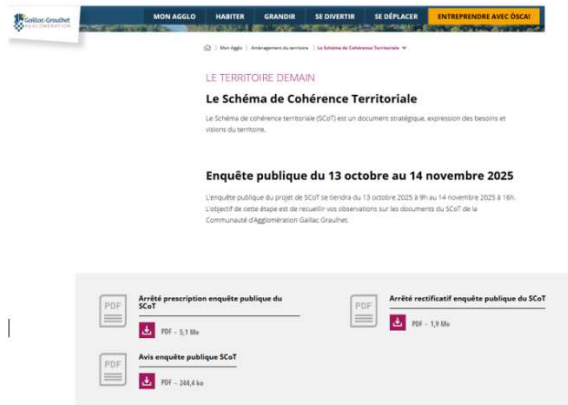 Gaillac-Graulhet
AGGLOMÉRATION
MON AGGLO HABITER GRANDIR SE DIVERTIR SE DÉPLACER ENTREPRENDRE AVEC ÒSCA!
Mon Agglo | Aménagement du territoire | Le Schéma de Cohérence Territoriale
LE TERRITOIRE DEMAIN
Le Schéma de Cohérence Territoriale
Le Schéma de cohérence territoriale (SCoT) est un document stratégique, expression des besoins et
visions du territoire.
Enquête publique du 13 octobre au 14 novembre 2025
L'enquête publique du projet de SCoT se tiendra du 13 octobre 2025 à 9h au 14 novembre 2025 à 16h.
L'objectif de cette étape est de recueillir vos observations sur les documents du SCoT de la
Communauté d'Agglomération Gaillac Graulhet.
PDF
Arrêté prescription enquête publique du
SCoT
PDF - 5,1 Mo
PDF
Arrêté rectificatif enquête publique du SCoT
PDF - 1,9 Mo
PDF
Avis enquête publique SCoT
PDF - 244,4 ko